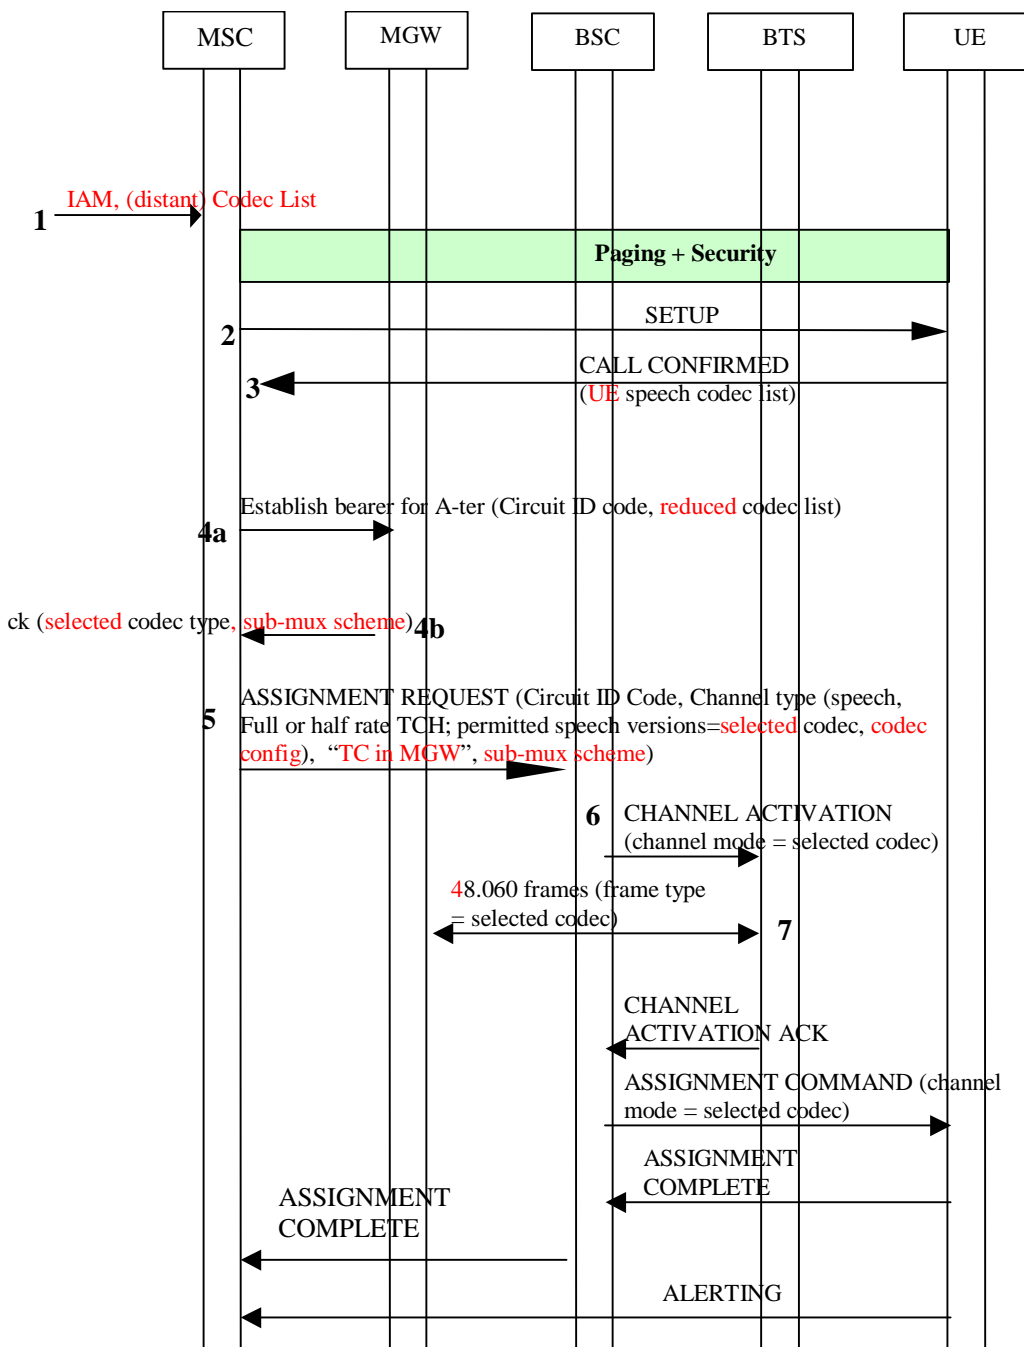 MSC MGW BSC BTS UE
IAM, (distant) Codec List
1
Paging + Security
SETUP
2
CALL CONFIRMED
3
(UE speech codec list)
Establish bearer for A-ter (Circuit ID code, reduced codec list)
4a
ck (selected codec type, sub-mux scheme)
4b
ASSIGNMENT REQUEST (Circuit ID Code, Channel type (speech,
5
Full or half rate TCH; permitted speech versions=selected codec, codec
config), “TC in MGW”, sub-mux scheme)
6
CHANNEL ACTIVATION
(channel mode = selected codec)
48.060 frames (frame type
= selected codec)
7
CHANNEL
ACTIVATION ACK
ASSIGNMENT COMMAND (channel
mode = selected codec)
ASSIGNMENT
COMPLETE
ASSIGNMENT
COMPLETE
ALERTING